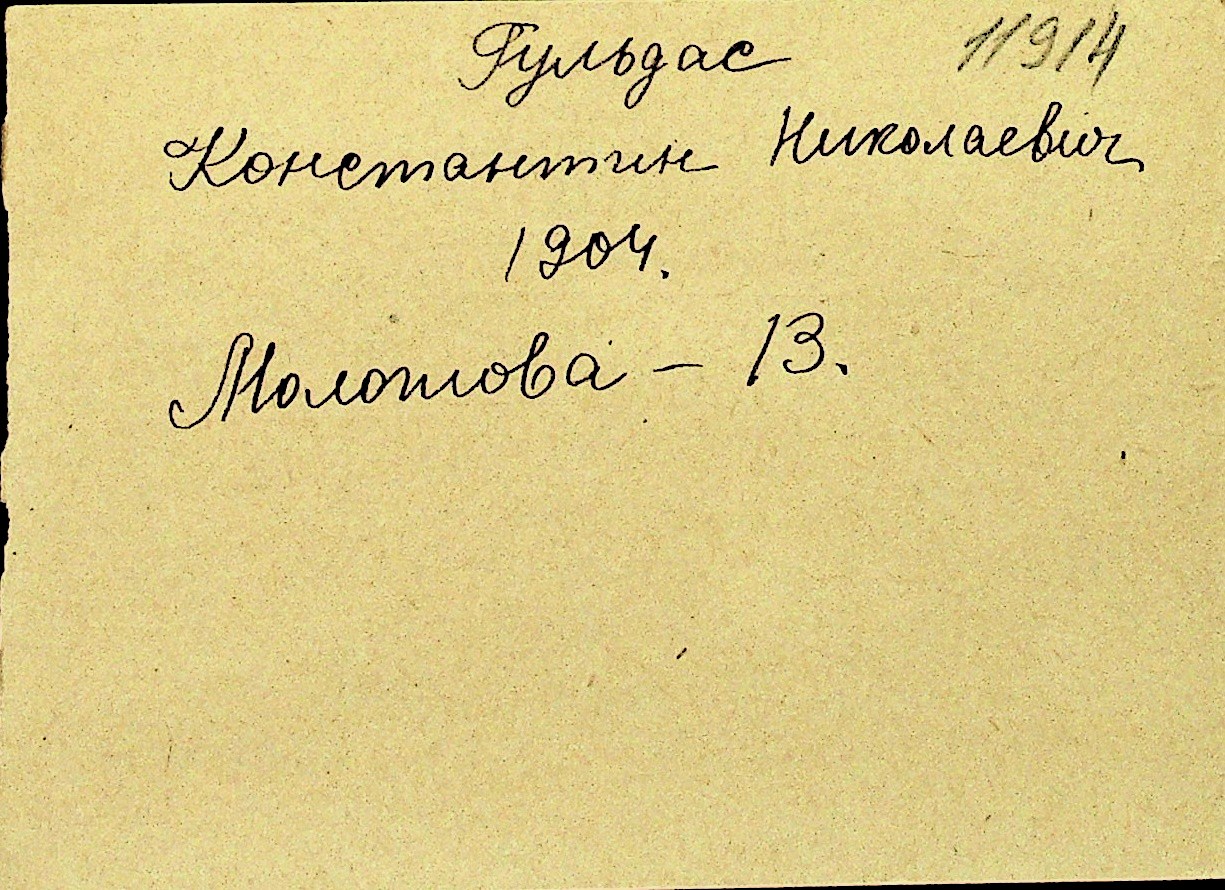 Гульдас 11914
Константин Николаевич
1904.
Молотова – 13.